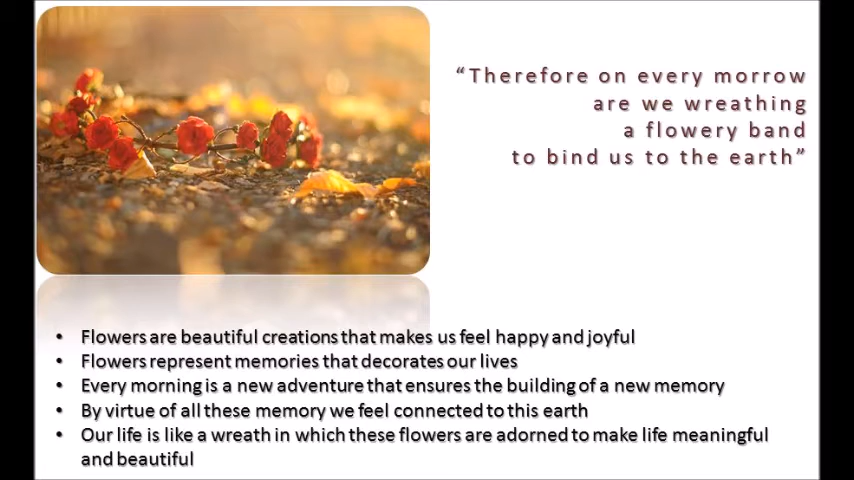 “Therefore on every morrow
are we wreathing
a flowery band
to bind us to the earth”
• Flowers are beautiful creations that makes us feel happy and joyful
• Flowers represent memories that decorates our lives
• Every morning is a new adventure that ensures the building of a new memory
• By virtue of all these memory we feel connected to this earth
• Our life is like a wreath in which these flowers are adorned to make life meaningful
and beautiful